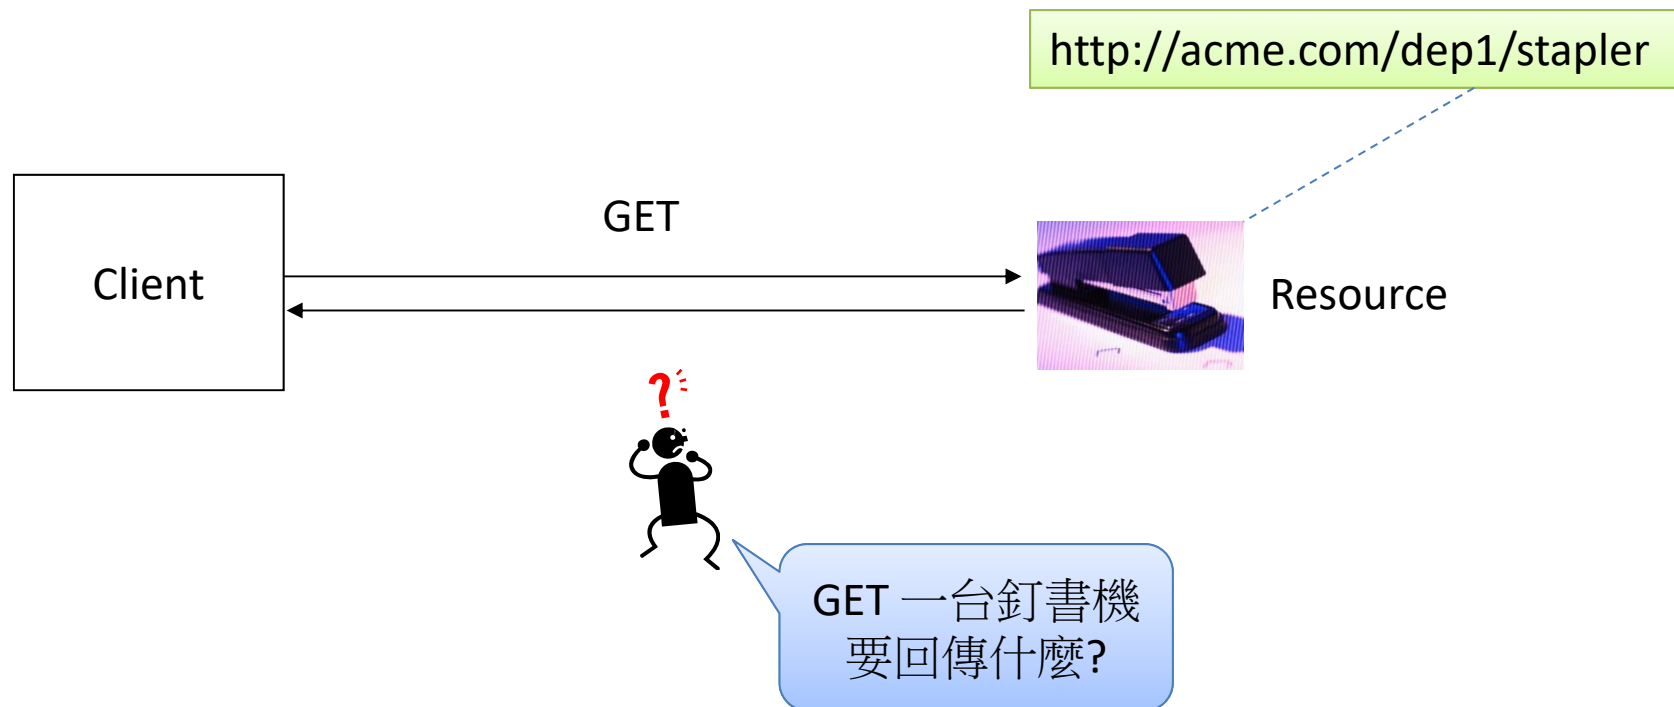 http://acme.com/dep1/stapler
GET
Client
Resource
?
GET 一台釘書機
要回傳什麼?